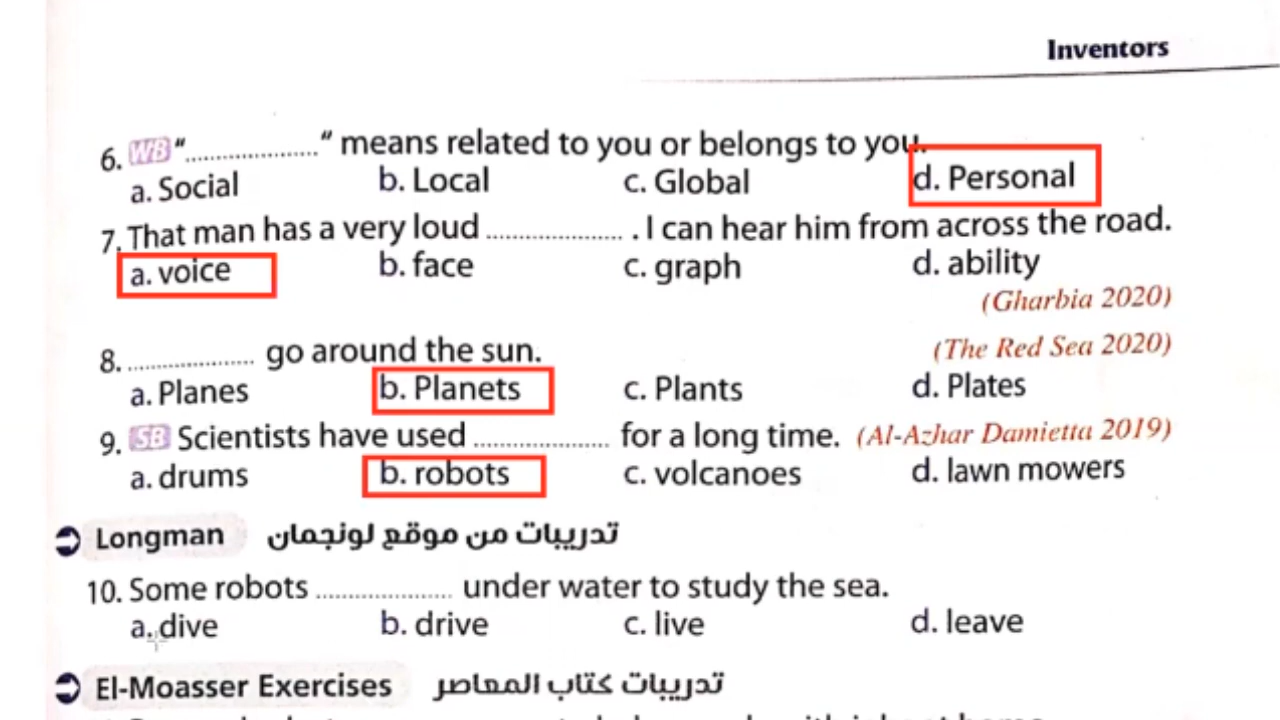 Inventors
6. WB "..................." means related to you or belongs to you.
a. Social b. Local c. Global d. Personal
7. That man has a very loud ................... . I can hear him from across the road.
a. voice b. face c. graph d. ability
(Gharbia 2020)
8. ................... go around the sun. (The Red Sea 2020)
a. Planes b. Planets c. Plants d. Plates
9. SB Scientists have used ................... for a long time. (Al-Azhar Damietta 2019)
a. drums b. robots c. volcanoes d. lawn mowers
Longman تدريبات من موقع لونجمان
10. Some robots ................... under water to study the sea.
a. dive b. drive c. live d. leave
El-Moasser Exercises تدريبات كتاب المعاصر